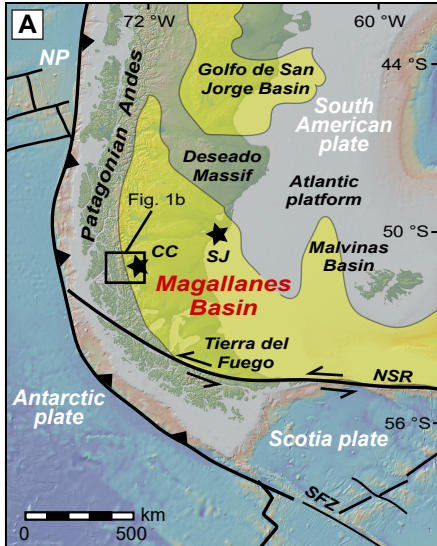 A
72 °W
60 °W
NP
44 °S
Golfo de San
Jorge Basin
South
American
plate
Patagonian Andes
Deseado
Massif
Fig. 1b
Atlantic
platform
50 °S
CC
SJ
Malvinas
Basin
Magallanes
Basin
Tierra del
Fuego
NSR
Antarctic
plate
56 °S
Scotia plate
SFZ
km
0
500